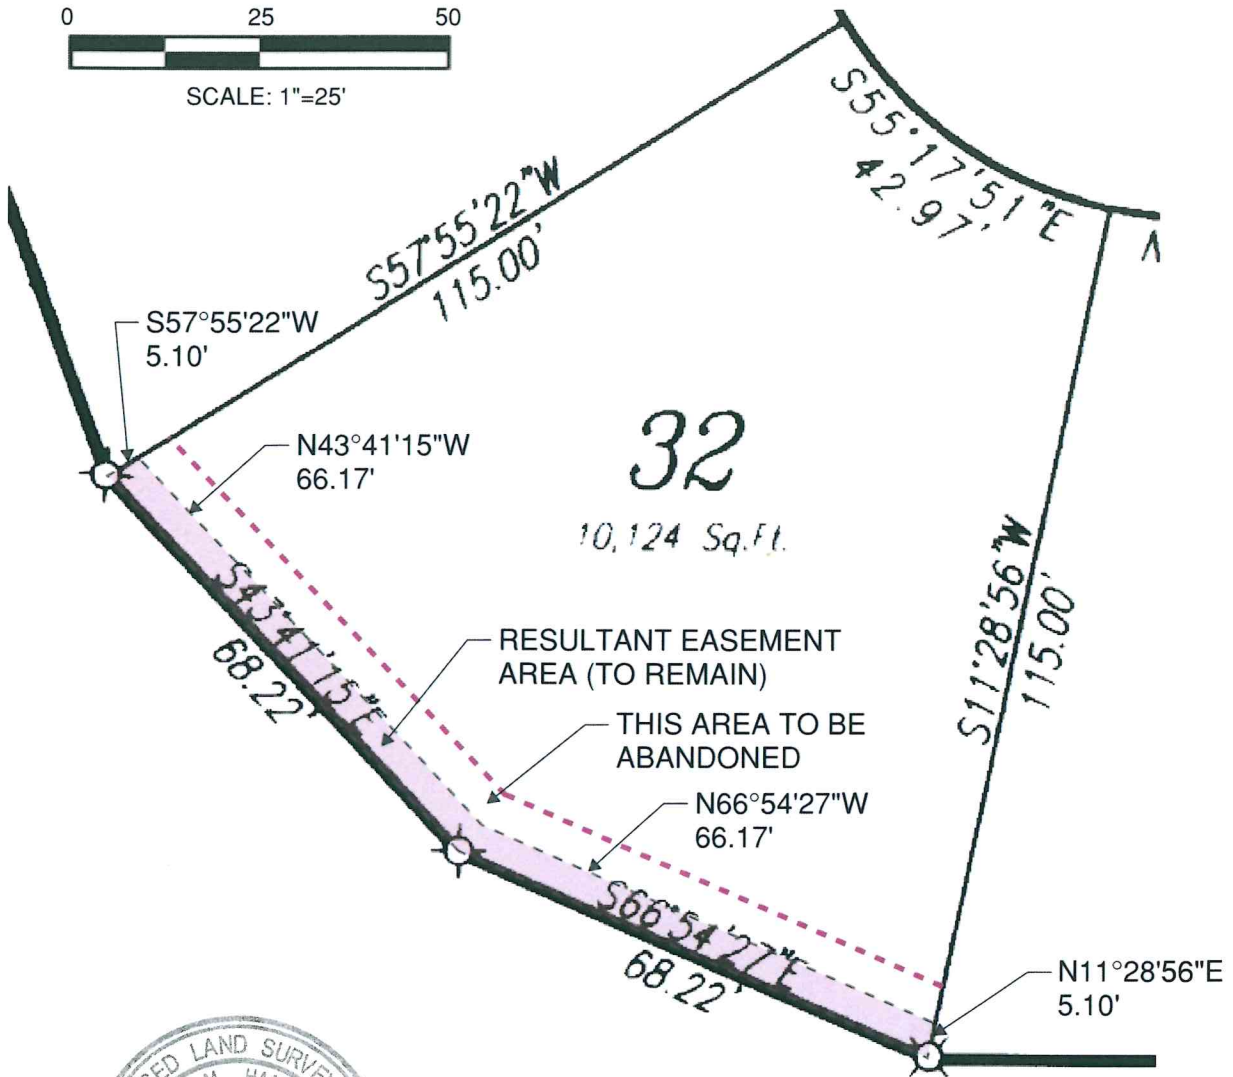 0 25 50
SCALE: 1"=25'
S55°17'51"E
42.97'
S57°55'22"W
115.00'
S57°55'22"W
5.10'
N43°41'15"W
66.17'
32
10,124 Sq.Ft.
S11°28'56"W
115.00'
S43°41'15"E
68.22'
RESULTANT EASEMENT
AREA (TO REMAIN)
THIS AREA TO BE
ABANDONED
N66°54'27"W
66.17'
S66°54'27"E
68.22'
N11°28'56"E
5.10'
LAND